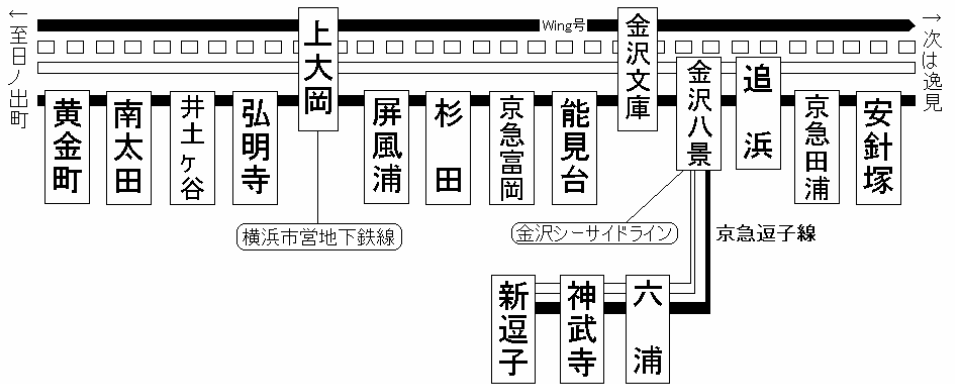 ←至日ノ出町
Wing号
→次は逸見
黄金町
南太田
井土ヶ谷
弘明寺
上大岡
屏風浦
杉田
京急富岡
能見台
金沢文庫
金沢八景
追浜
京急田浦
安針塚
横浜市営地下鉄線
金沢シーサイドライン
京急逗子線
新逗子
神武寺
六浦